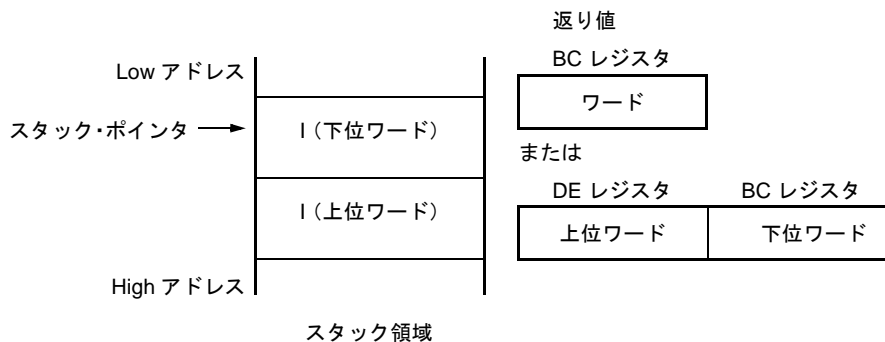 返り値
BC レジスタ
Low アドレス
ワード
スタック・ポインタ
I（下位ワード）
または
DE レジスタ
BC レジスタ
I（上位ワード）
上位ワード
下位ワード
High アドレス
スタック領域